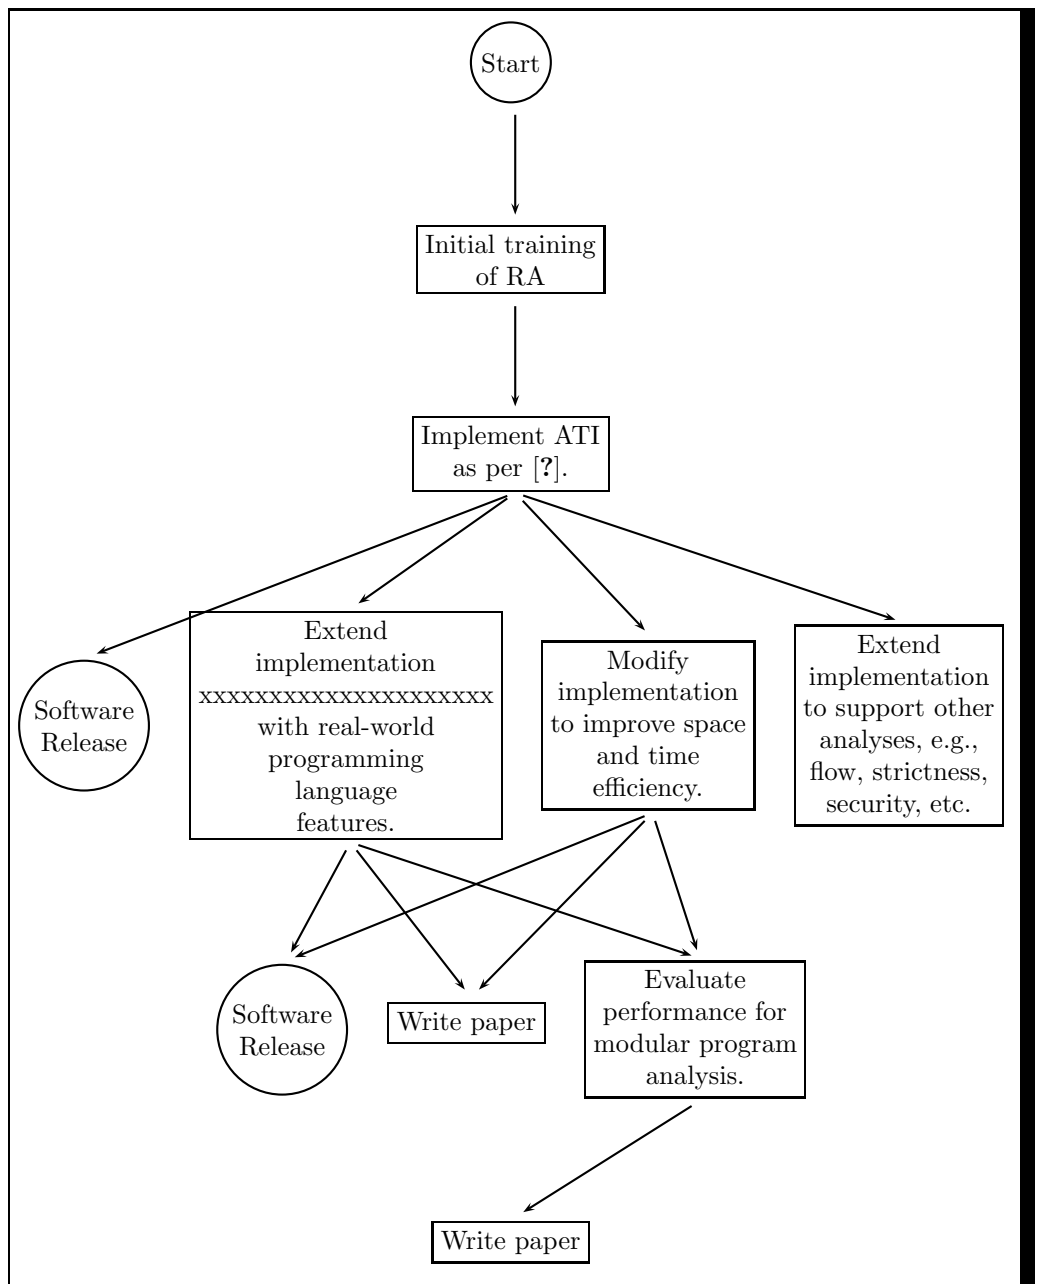 Start
Initial training
of RA
Implement ATI
as per [?].
Software
Release
Extend
implementation
xxxxxxxxxxxxxxxxxxxxx
with real-world
programming
language
features.
Modify
implementation
to improve space
and time
efficiency.
Extend
implementation
to support other
analyses, e.g.,
flow, strictness,
security, etc.
Software
Release
Write paper
Evaluate
performance for
modular program
analysis.
Write paper